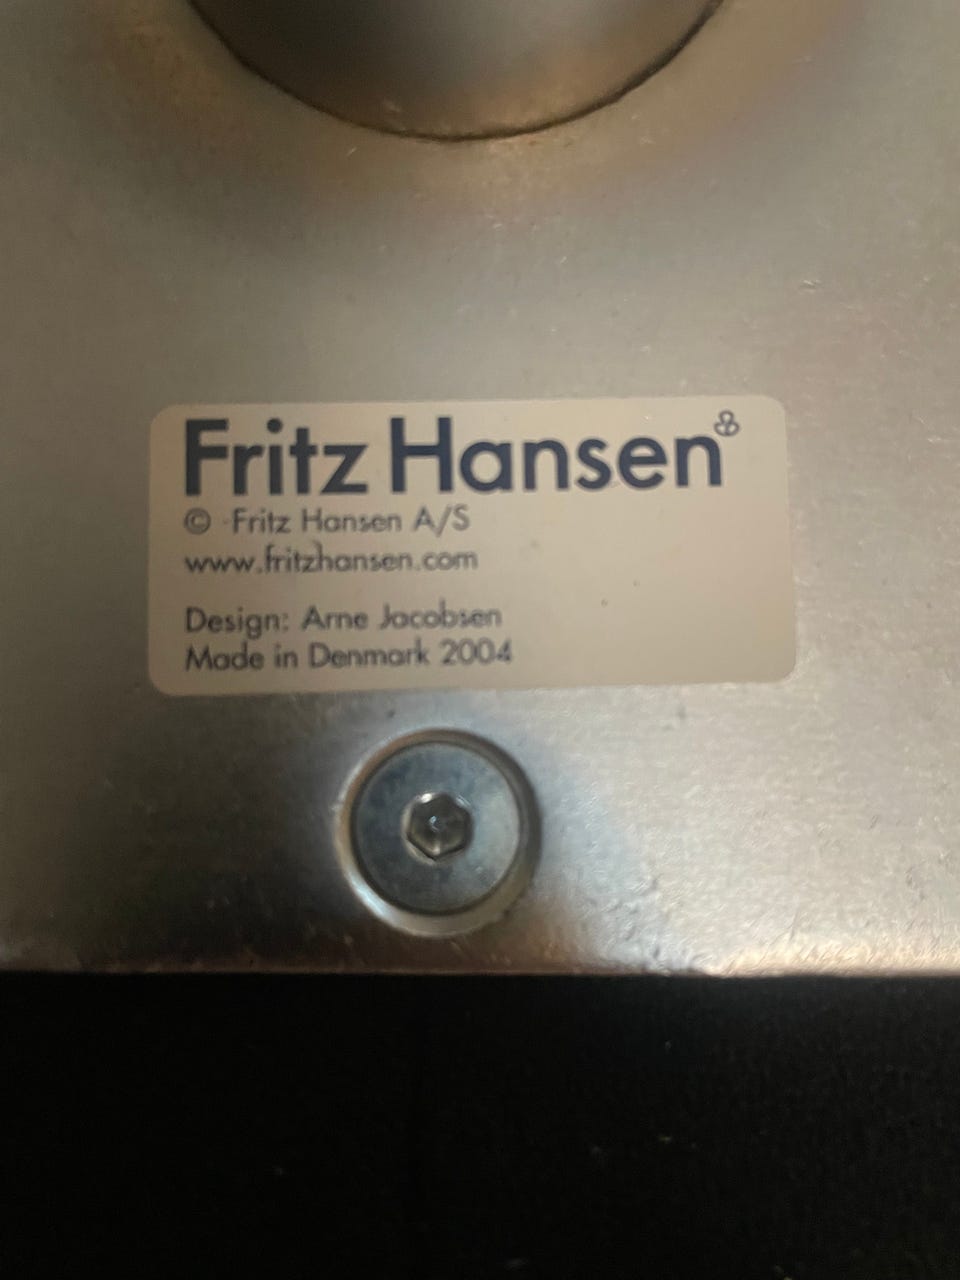 Fritz Hansen
© Fritz Hansen A/S
www.fritzhansen.com
Design: Arne Jacobsen
Made in Denmark 2004